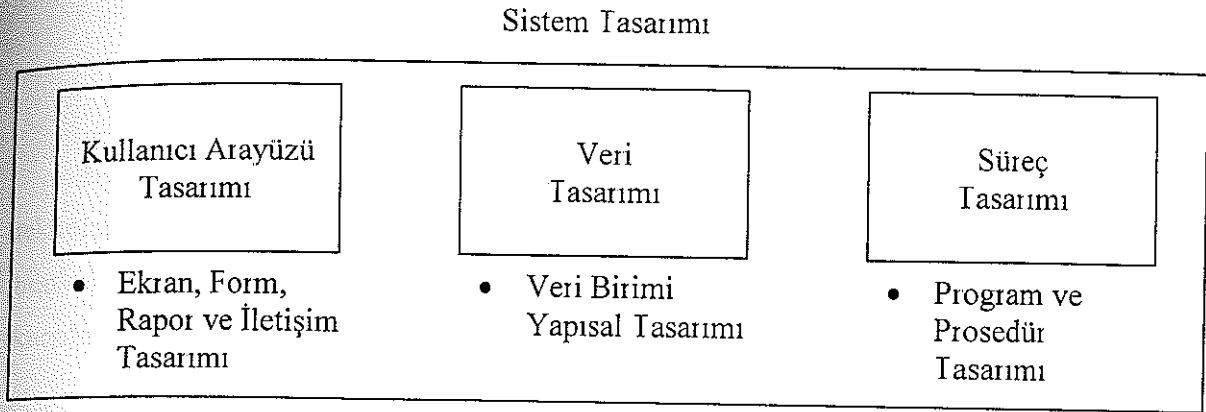 Sistem Tasarımı
Kullanıcı Arayüzü
Tasarımı
Veri
Tasarımı
Süreç
Tasarımı
• Ekran, Form,
Rapor ve İletişim
Tasarımı
• Veri Birimi
Yapısal Tasarımı
• Program ve
Prosedür
Tasarımı